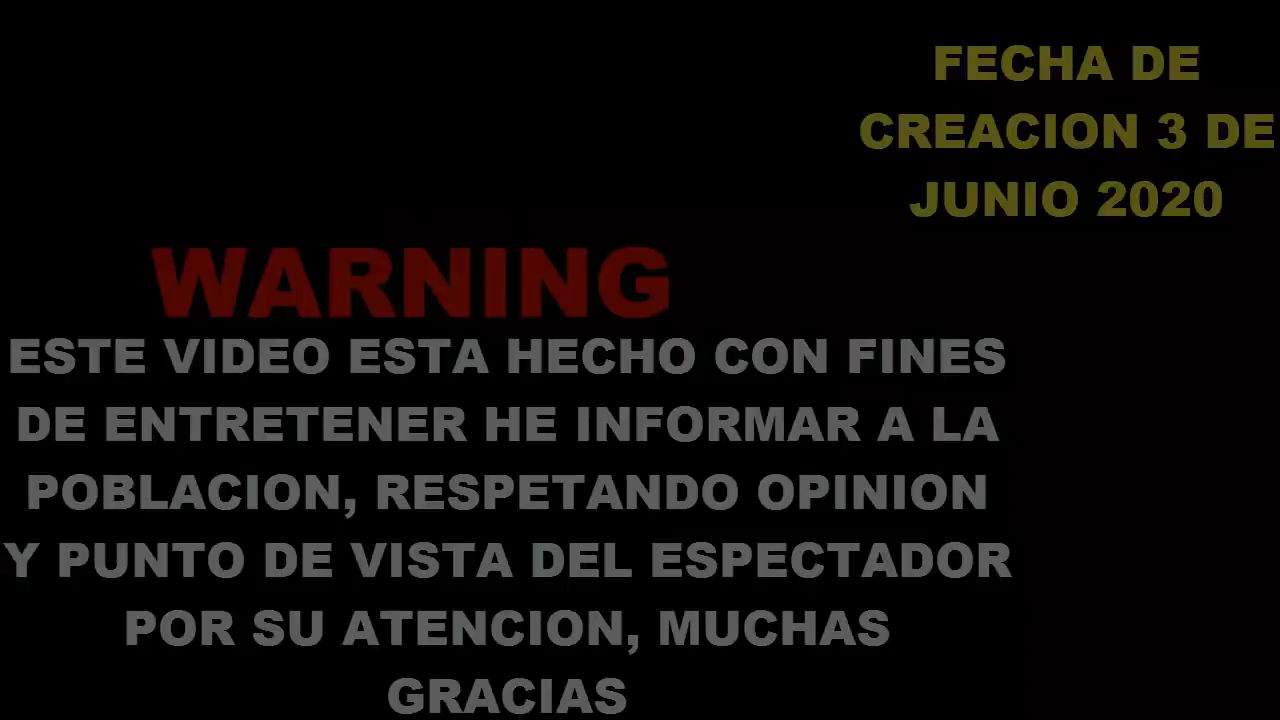 FECHA DE
CREACION 3 DE
JUNIO 2020
WARNING
ESTE VIDEO ESTA HECHO CON FINES
DE ENTRETENER HE INFORMAR A LA
POBLACION, RESPETANDO OPINION
Y PUNTO DE VISTA DEL ESPECTADOR
POR SU ATENCION, MUCHAS
GRACIAS